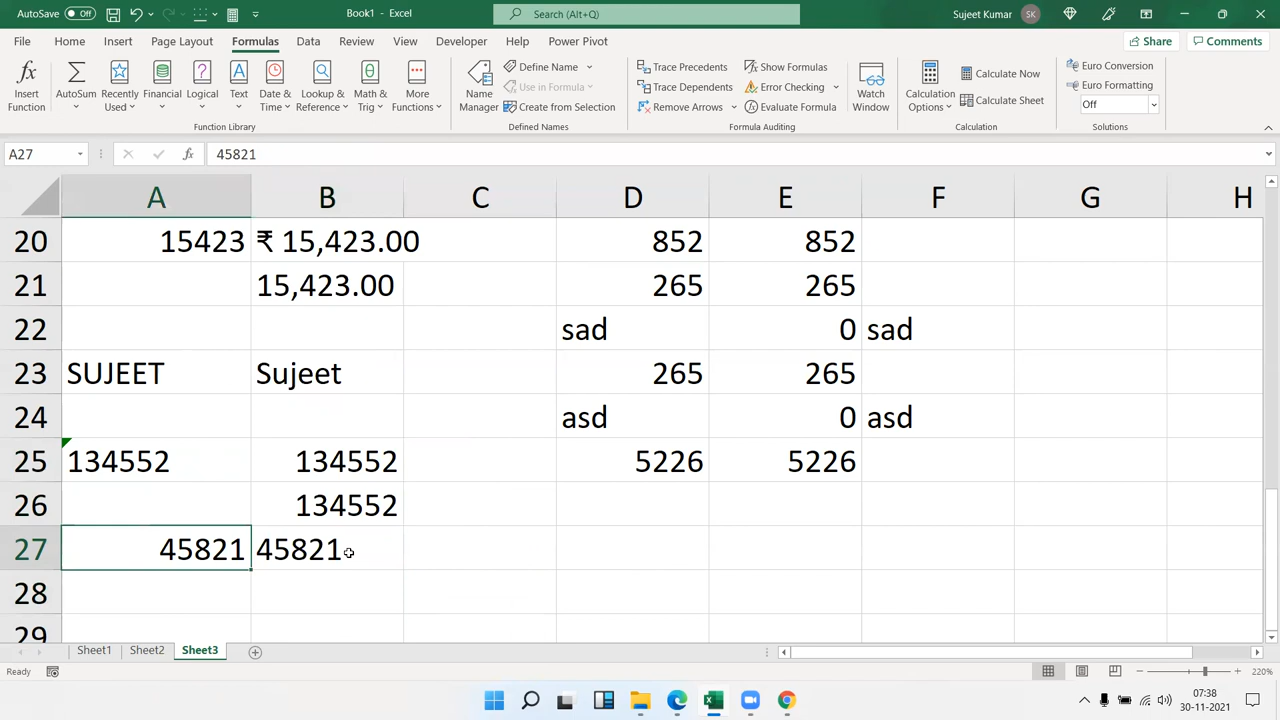 AutoSave Off
Book1 - Excel
Search (Alt+Q)
Sujeet Kumar SK
File Home Insert Page Layout Formulas Data Review View Developer Help Power Pivot
Share Comments
Insert Function
AutoSum
Recently Used
Financial
Logical
Text
Date & Time
Lookup & Reference
Math & Trig
More Functions
Function Library
Name Manager
Define Name
Use in Formula
Create from Selection
Defined Names
Trace Precedents
Trace Dependents
Remove Arrows
Show Formulas
Error Checking
Evaluate Formula
Formula Auditing
Watch Window
Calculation Options
Calculate Now
Calculate Sheet
Calculation
Euro Conversion
Euro Formatting
Off
Solutions
A27 fx 45821
A B C D E F G H
20 15423 ₹ 15,423.00 852 852
21 15,423.00 265 265
22 sad 0 sad
23 SUJEET Sujeet 265 265
24 asd 0 asd
25 134552 134552 5226 5226
26 134552
27 45821 45821
28
29
Sheet1 Sheet2 Sheet3
Ready
220%
07:38
30-11-2021